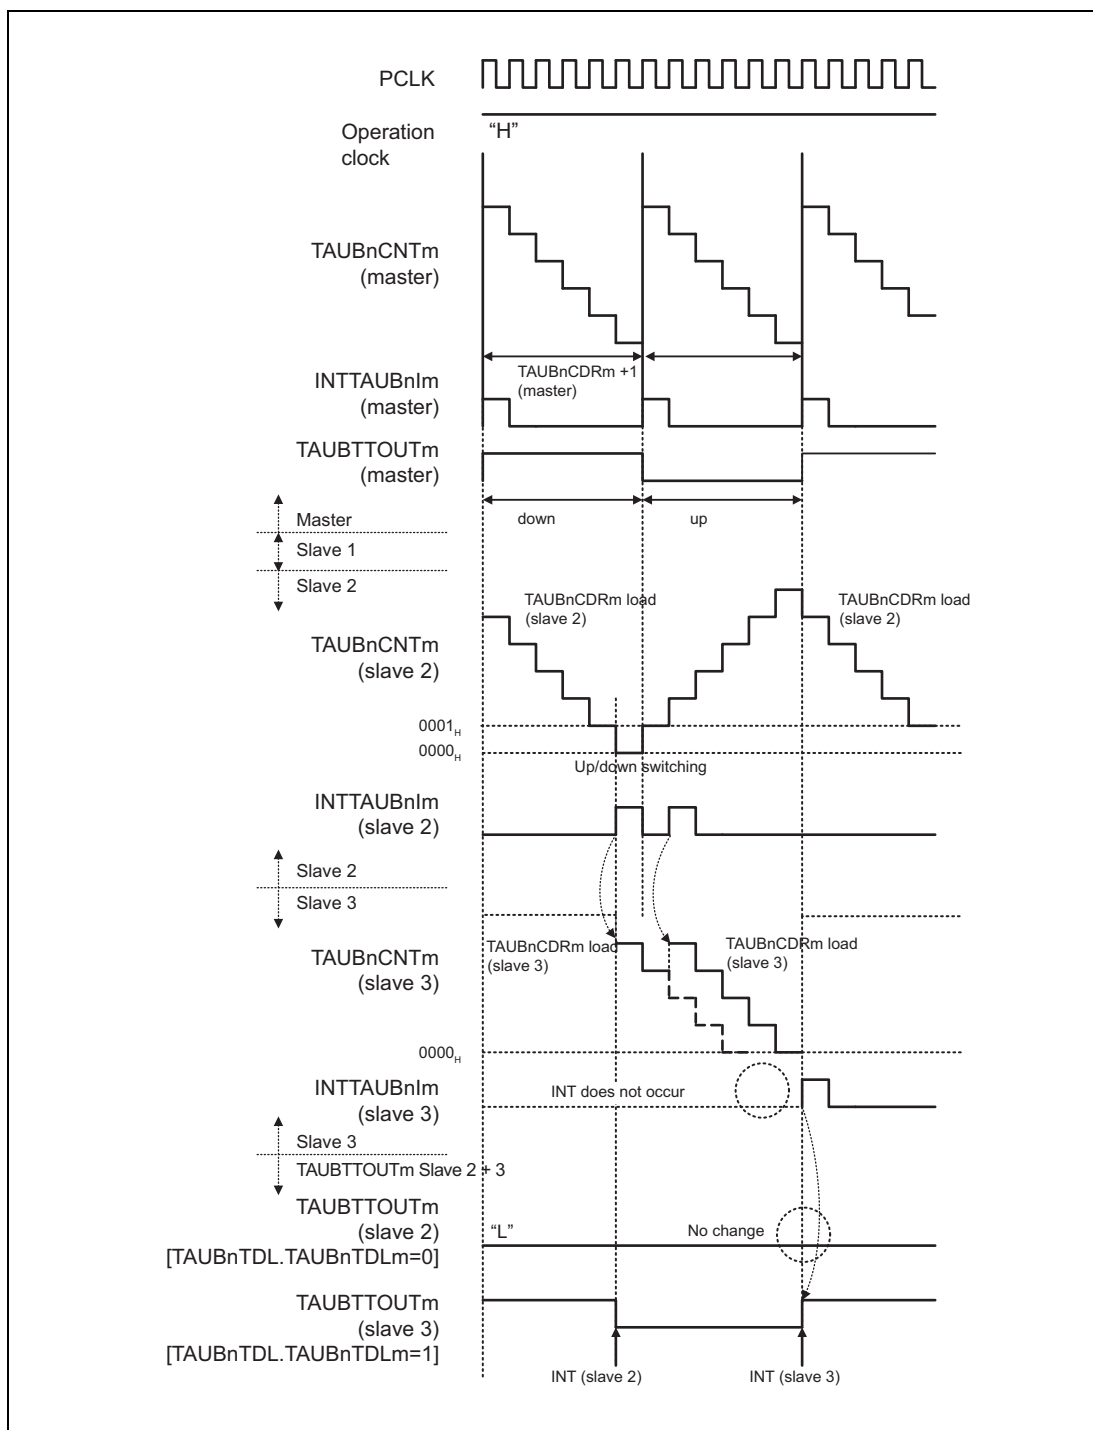 PCLK
Operation
clock
“H”
TAUBnCNTm
(master)
TAUBnCDRm +1
(master)
INTTAUBnIm
(master)
TAUBTTOUTm
(master)
down
up
Master
Slave 1
Slave 2
TAUBnCDRm load
(slave 2)
TAUBnCDRm load
(slave 2)
TAUBnCNTm
(slave 2)
0001H
0000H
Up/down switching
INTTAUBnIm
(slave 2)
Slave 2
Slave 3
TAUBnCDRm load
(slave 3)
TAUBnCDRm load
(slave 3)
TAUBnCNTm
(slave 3)
0000H
INTTAUBnIm
(slave 3)
INT does not occur
Slave 3
TAUBTTOUTm Slave 2 + 3
TAUBTTOUTm
(slave 2)
[TAUBnTDL.TAUBnTDLm=0]
“L”
No change
TAUBTTOUTm
(slave 3)
[TAUBnTDL.TAUBnTDLm=1]
INT (slave 2)
INT (slave 3)